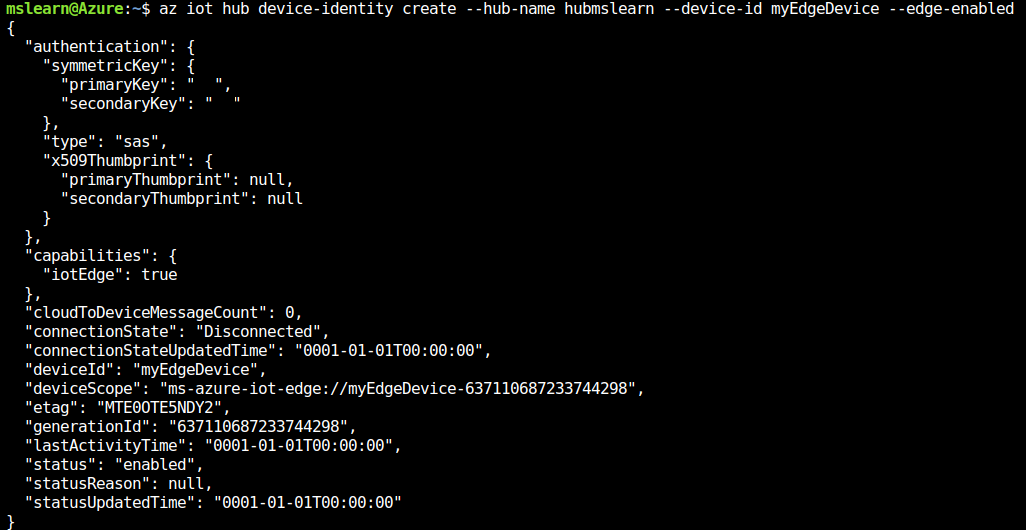 mslearn@Azure:~$ az iot hub device-identity create --hub-name hubmslearn --device-id myEdgeDevice --edge-enabled
{
  "authentication": {
    "symmetricKey": {
      "primaryKey": "  ",
      "secondaryKey": "  "
    },
    "type": "sas",
    "x509Thumbprint": {
      "primaryThumbprint": null,
      "secondaryThumbprint": null
    }
  },
  "capabilities": {
    "iotEdge": true
  },
  "cloudToDeviceMessageCount": 0,
  "connectionState": "Disconnected",
  "connectionStateUpdatedTime": "0001-01-01T00:00:00",
  "deviceId": "myEdgeDevice",
  "deviceScope": "ms-azure-iot-edge://myEdgeDevice-637110687233744298",
  "etag": "MTE0OTE5NDY2",
  "generationId": "637110687233744298",
  "lastActivityTime": "0001-01-01T00:00:00",
  "status": "enabled",
  "statusReason": null,
  "statusUpdatedTime": "0001-01-01T00:00:00"
}